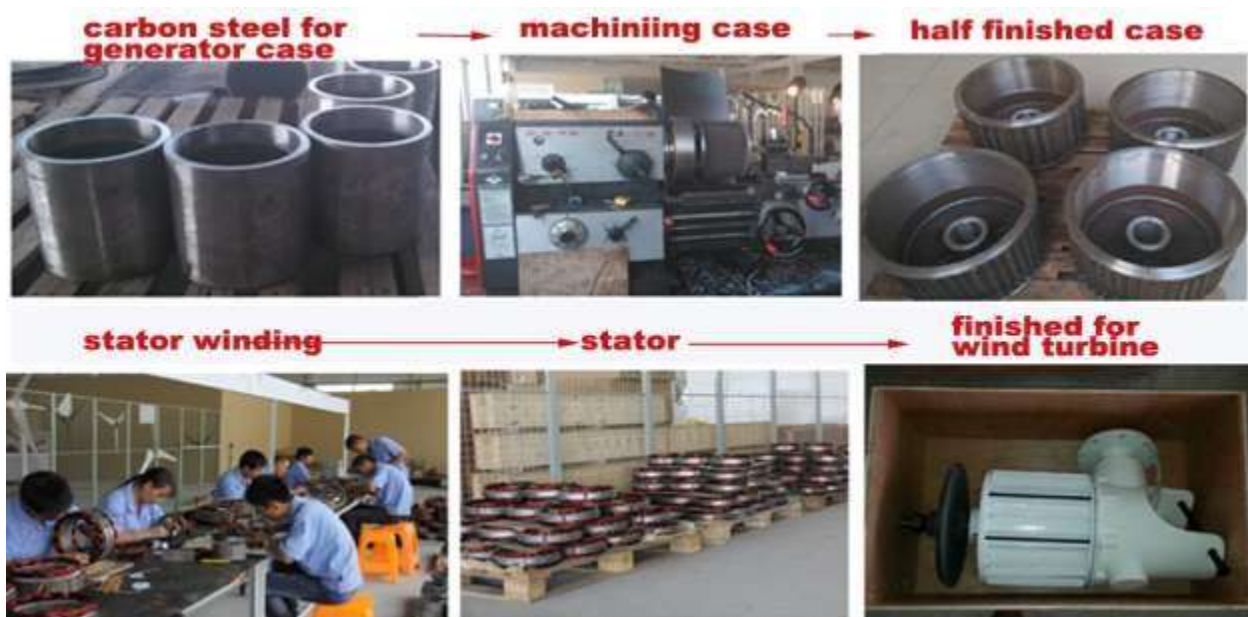 carbon steel for
generator case
machiniing case
half finished case
stator winding
stator
finished for
wind turbine